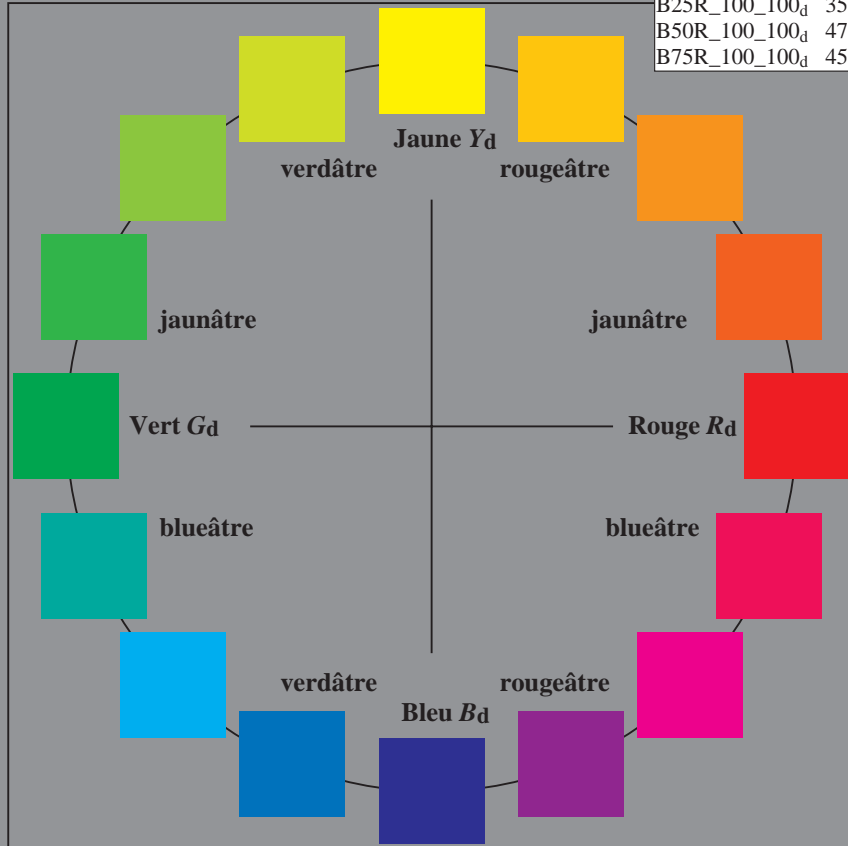 B25R_100_100d 35
B50R_100_100d 47
B75R_100_100d 45
Jaune Yd
verdâtre rougeâtre
jaunâtre jaunâtre
Vert Gd Rouge Rd
blueâtre blueâtre
verdâtre rougeâtre
Bleu Bd